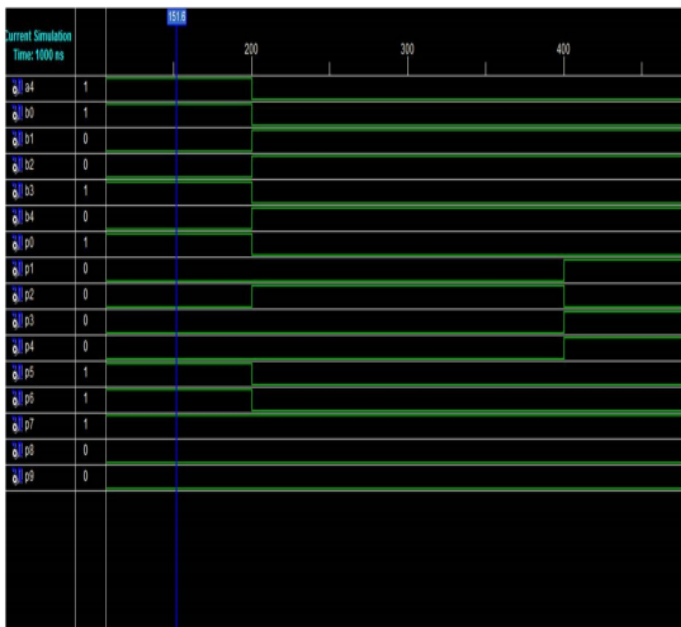 151.6
Current Simulation
Time: 1000 ns
200 300 400
a4 1
b0 1
b1 0
b2 0
b3 1
b4 0
p0 1
p1 0
p2 0
p3 0
p4 0
p5 1
p6 1
p7 1
p8 0
p9 0